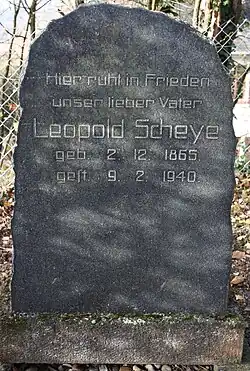 Hier ruht in Frieden
unser lieber Vater
Leopold Scheye
geb. 2. 12. 1865
gest. 9. 2. 1940